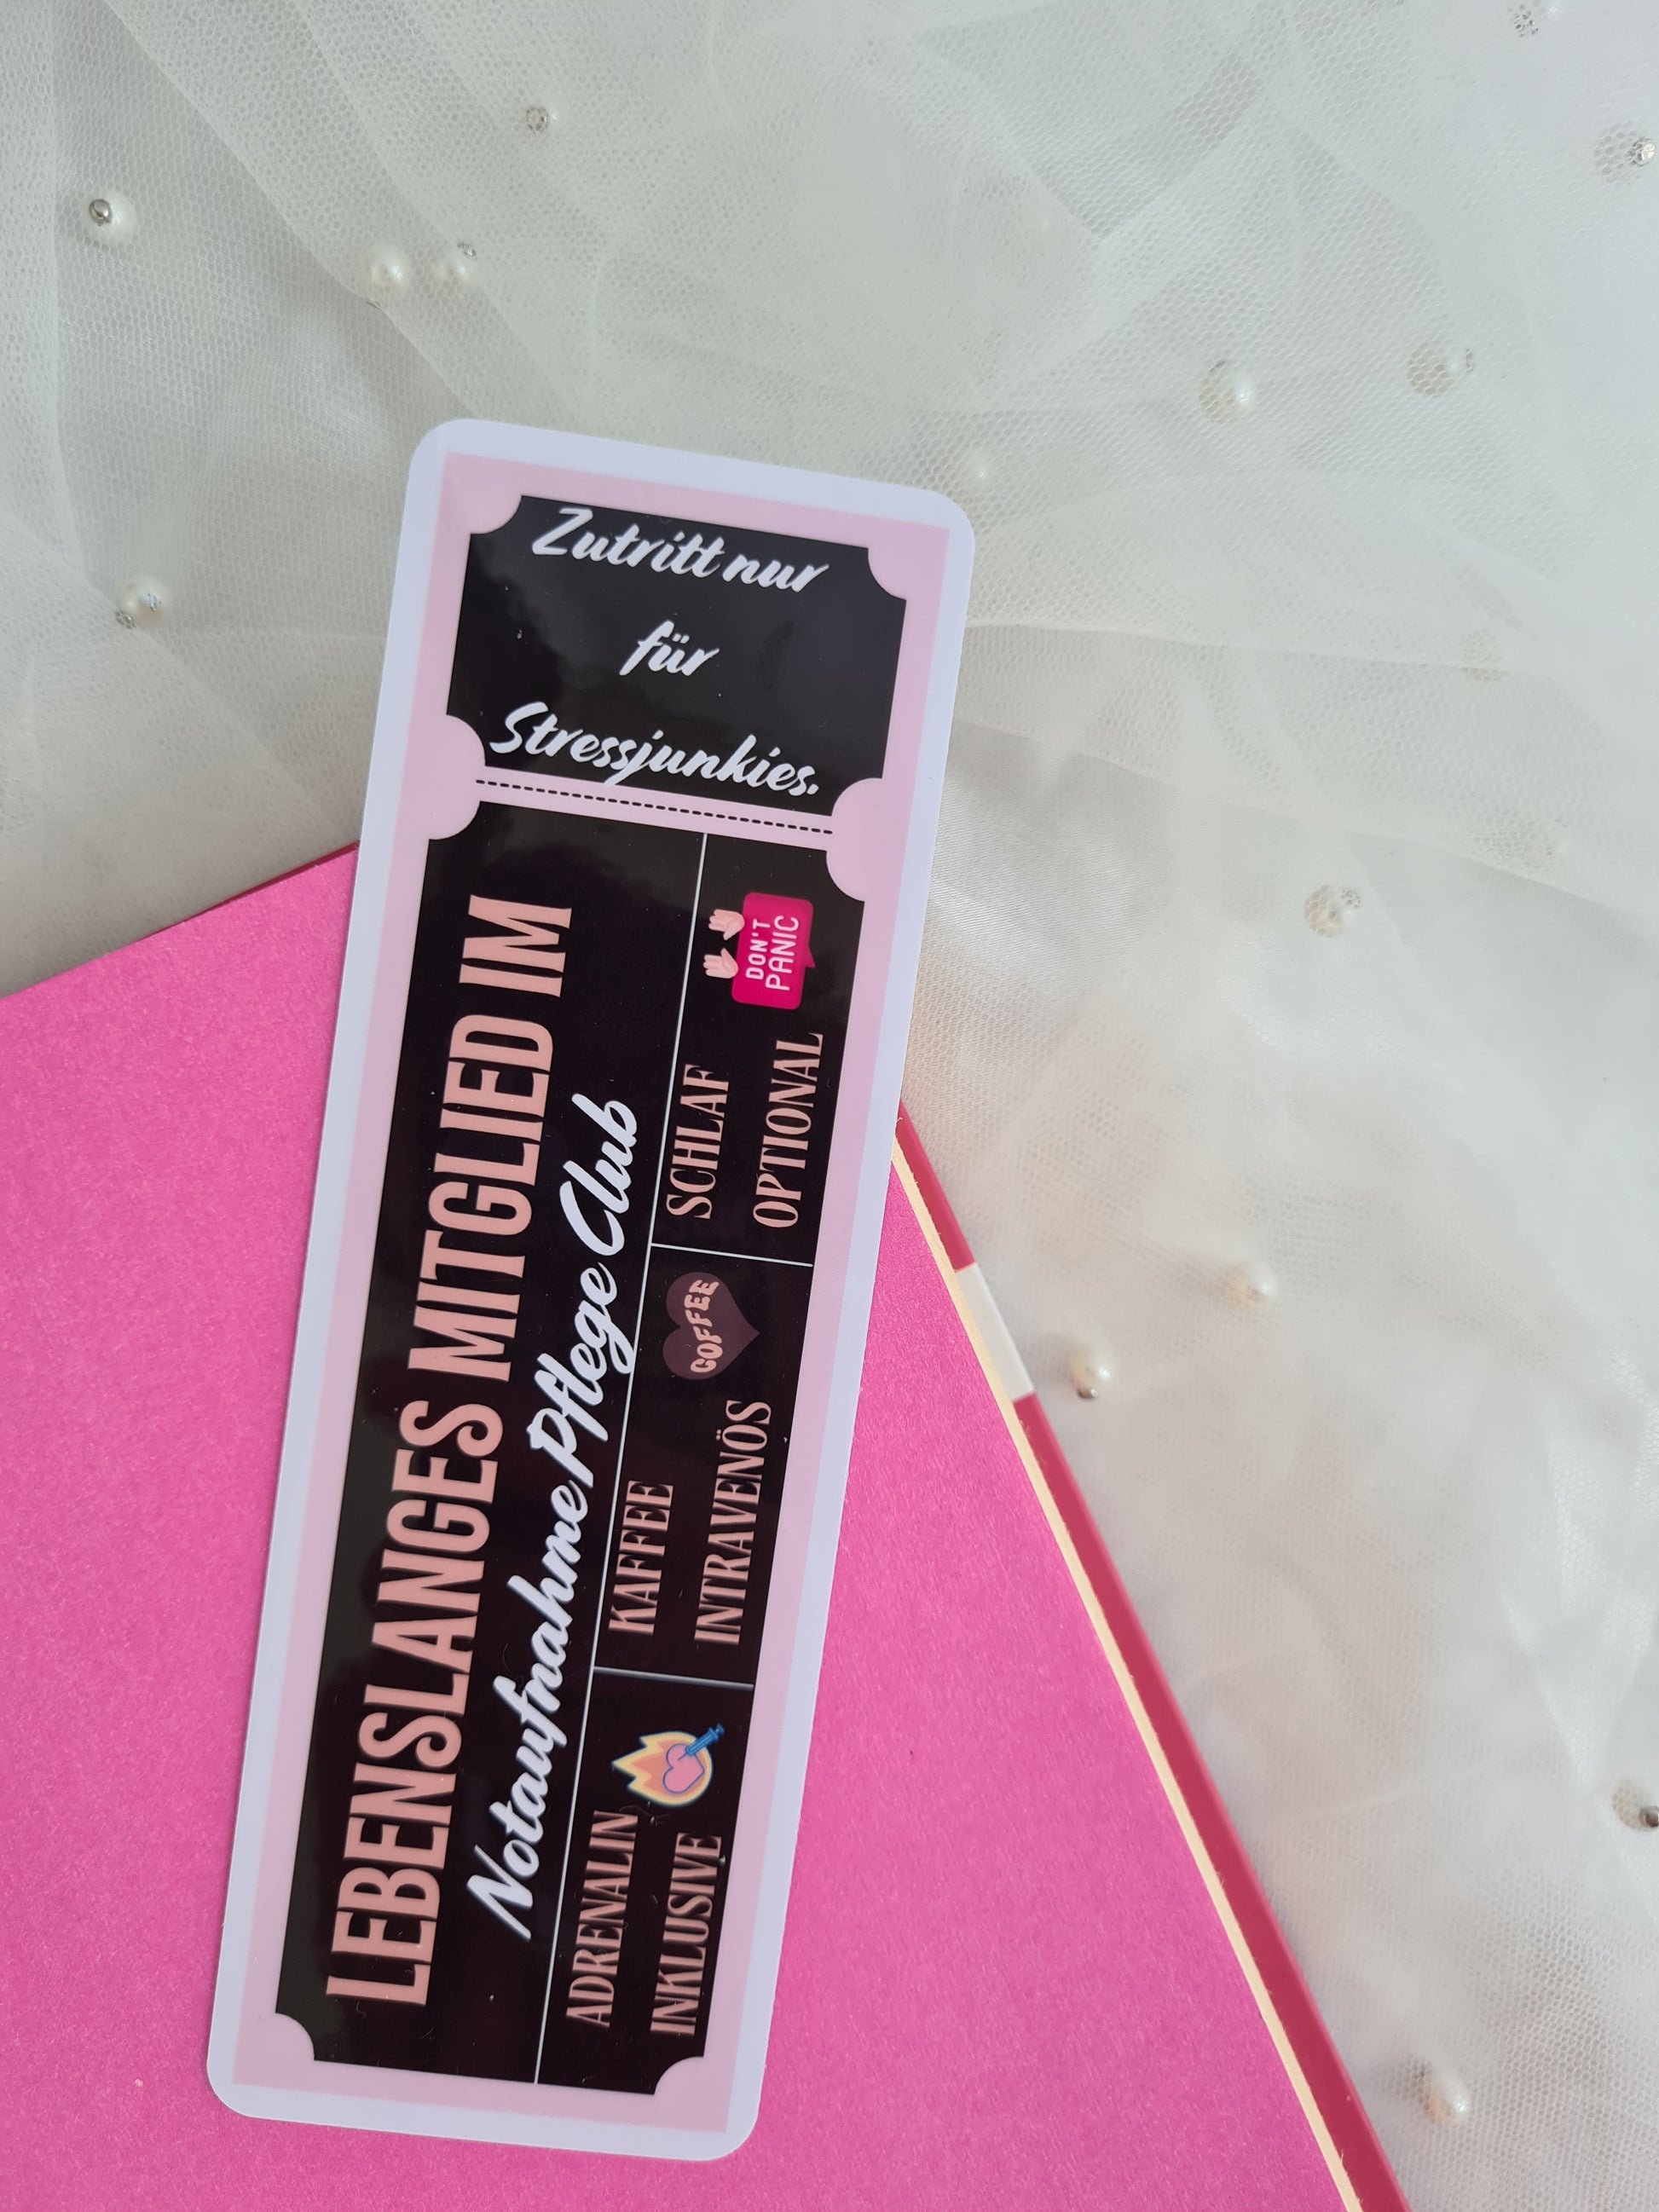 Zutritt nur
für
Stressjunkies.
LEBENSLANGES MITGLIED IM
Notaufnahme Pflege Club
ADRENALIN
INKLUSIVE
KAFFEE
INTRAVENÖS
COFFEE
SCHLAF
OPTIONAL
DON'T
PANIC